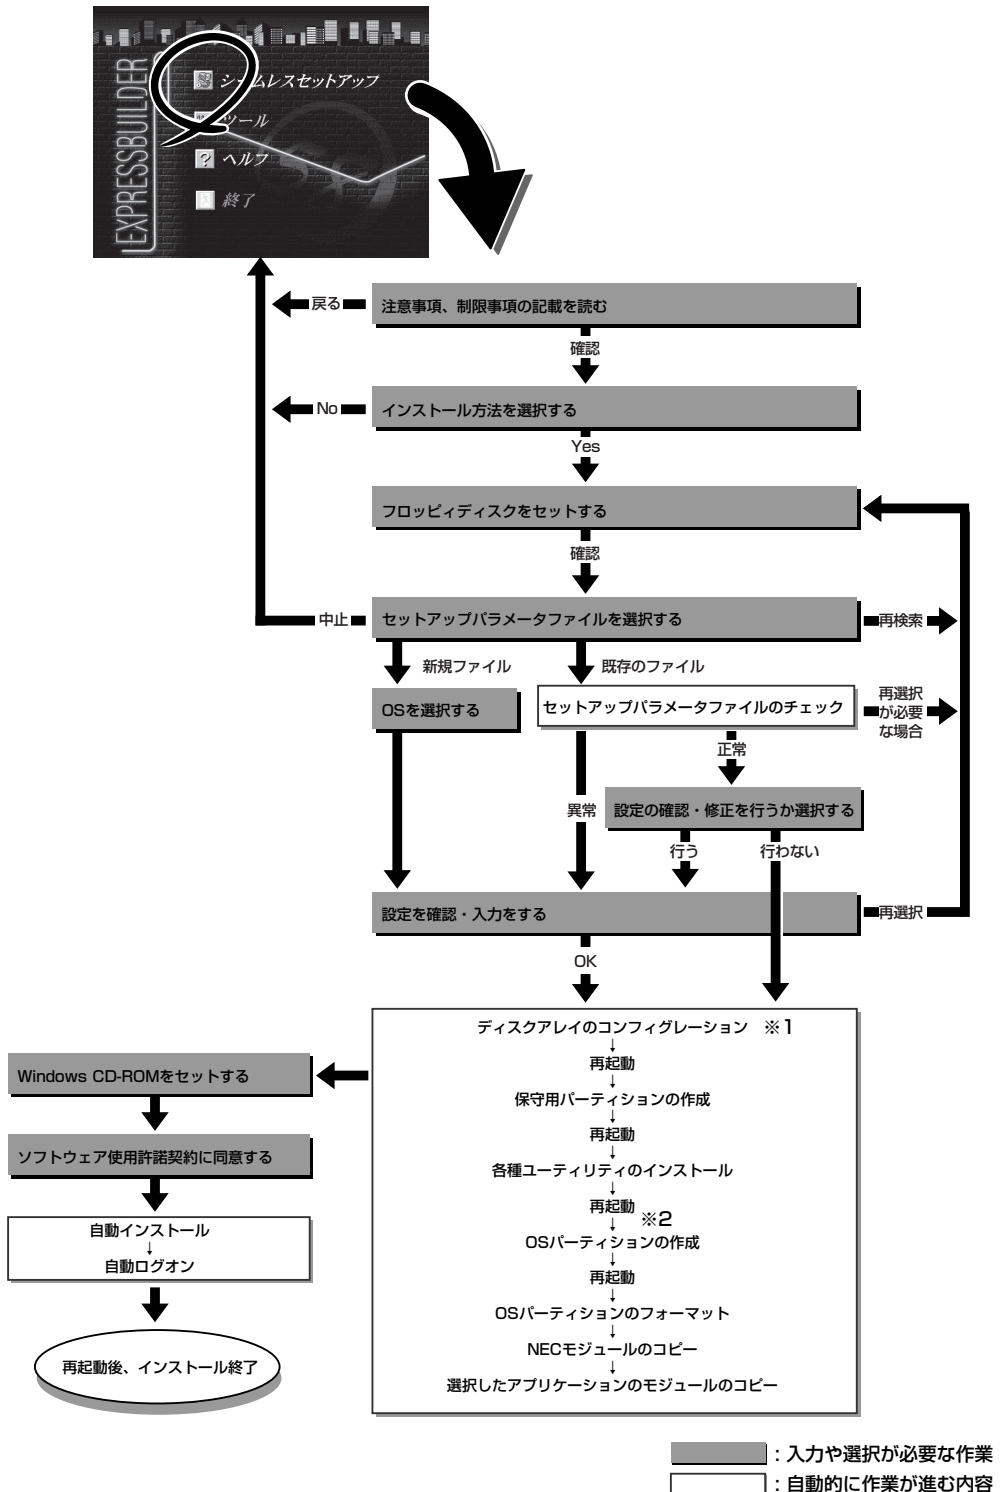 EXPRESSBUILDER
シームレスセットアップ
ツール
ヘルプ
終了
戻る
注意事項、制限事項の記載を読む
確認
No
インストール方法を選択する
Yes
フロッピィディスクをセットする
確認
中止
セットアップパラメータファイルを選択する
再検索
新規ファイル
既存のファイル
OSを選択する
セットアップパラメータファイルのチェック
再選択
が必要
な場合
正常
異常
設定の確認・修正を行うか選択する
行う
行わない
設定を確認・入力をする
再選択
OK
ディスクアレイのコンフィグレーション ※1
↓
再起動
↓
保守用パーティションの作成
↓
再起動
↓
各種ユーティリティのインストール
↓
再起動
↓ ※2
OSパーティションの作成
↓
再起動
↓
OSパーティションのフォーマット
↓
NECモジュールのコピー
↓
選択したアプリケーションのモジュールのコピー
Windows CD-ROMをセットする
ソフトウェア使用許諾契約に同意する
自動インストール
↓
自動ログオン
再起動後、インストール終了
：入力や選択が必要な作業
：自動的に作業が進む内容